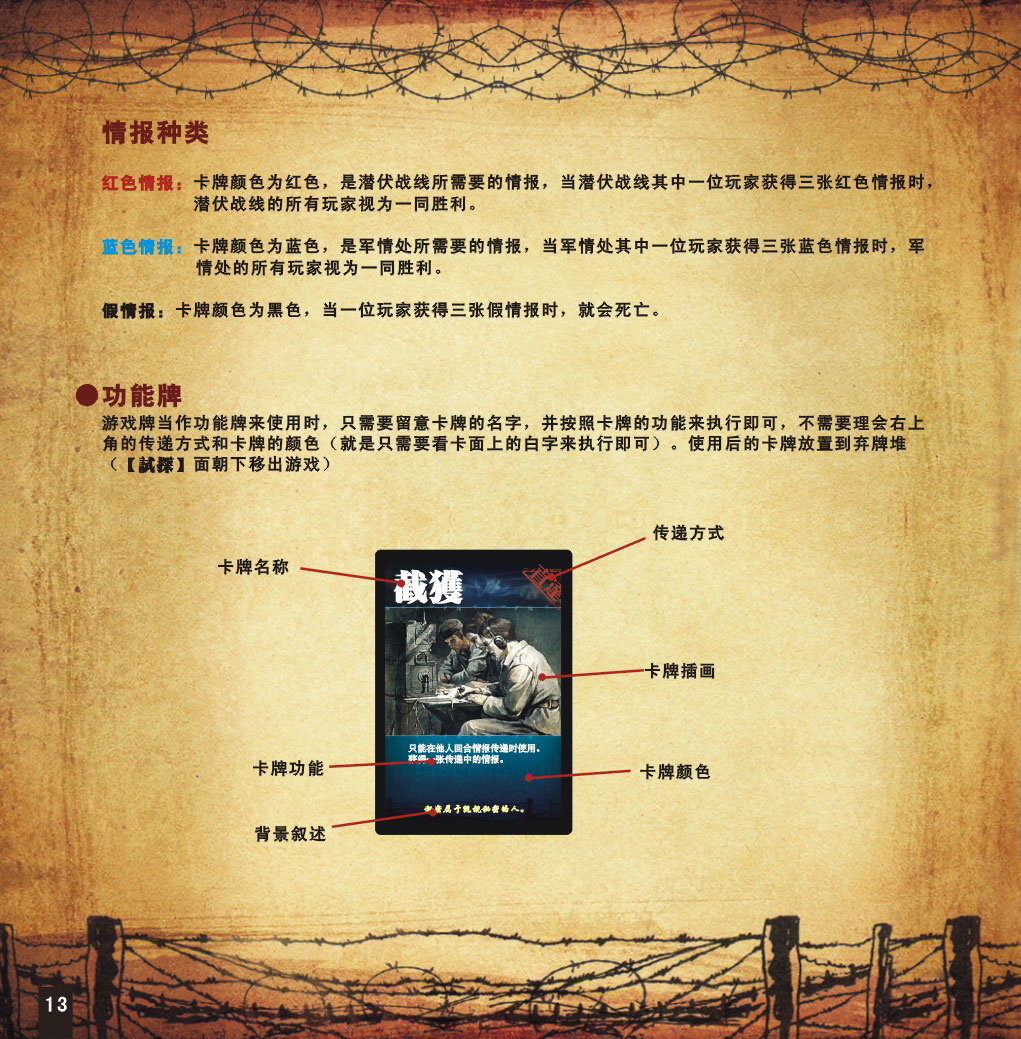 情报种类
红色情报：卡牌颜色为红色，是潜伏战线所需要的情报，当潜伏战线其中一位玩家获得三张红色情报时，
潜伏战线的所有玩家视为一同胜利。
蓝色情报：卡牌颜色为蓝色，是军情处所需要的情报，当军情处其中一位玩家获得三张蓝色情报时，军
情处的所有玩家视为一同胜利。
假情报：卡牌颜色为黑色，当一位玩家获得三张假情报时，就会死亡。
●功能牌
游戏牌当作功能牌来使用时，只需要留意卡牌的名字，并按照卡牌的功能来执行即可，不需要理会右上
角的传递方式和卡牌的颜色（就是只需要看卡面上的白字来执行即可）。使用后的卡牌放置到弃牌堆
（【試探】面朝下移出游戏）
传递方式
卡牌名称
截獲
卡牌插画
只能在他人回合情报传递时使用。
获得一张传递中的情报。
卡牌功能
卡牌颜色
属于窥视秘密的人。
背景叙述
13